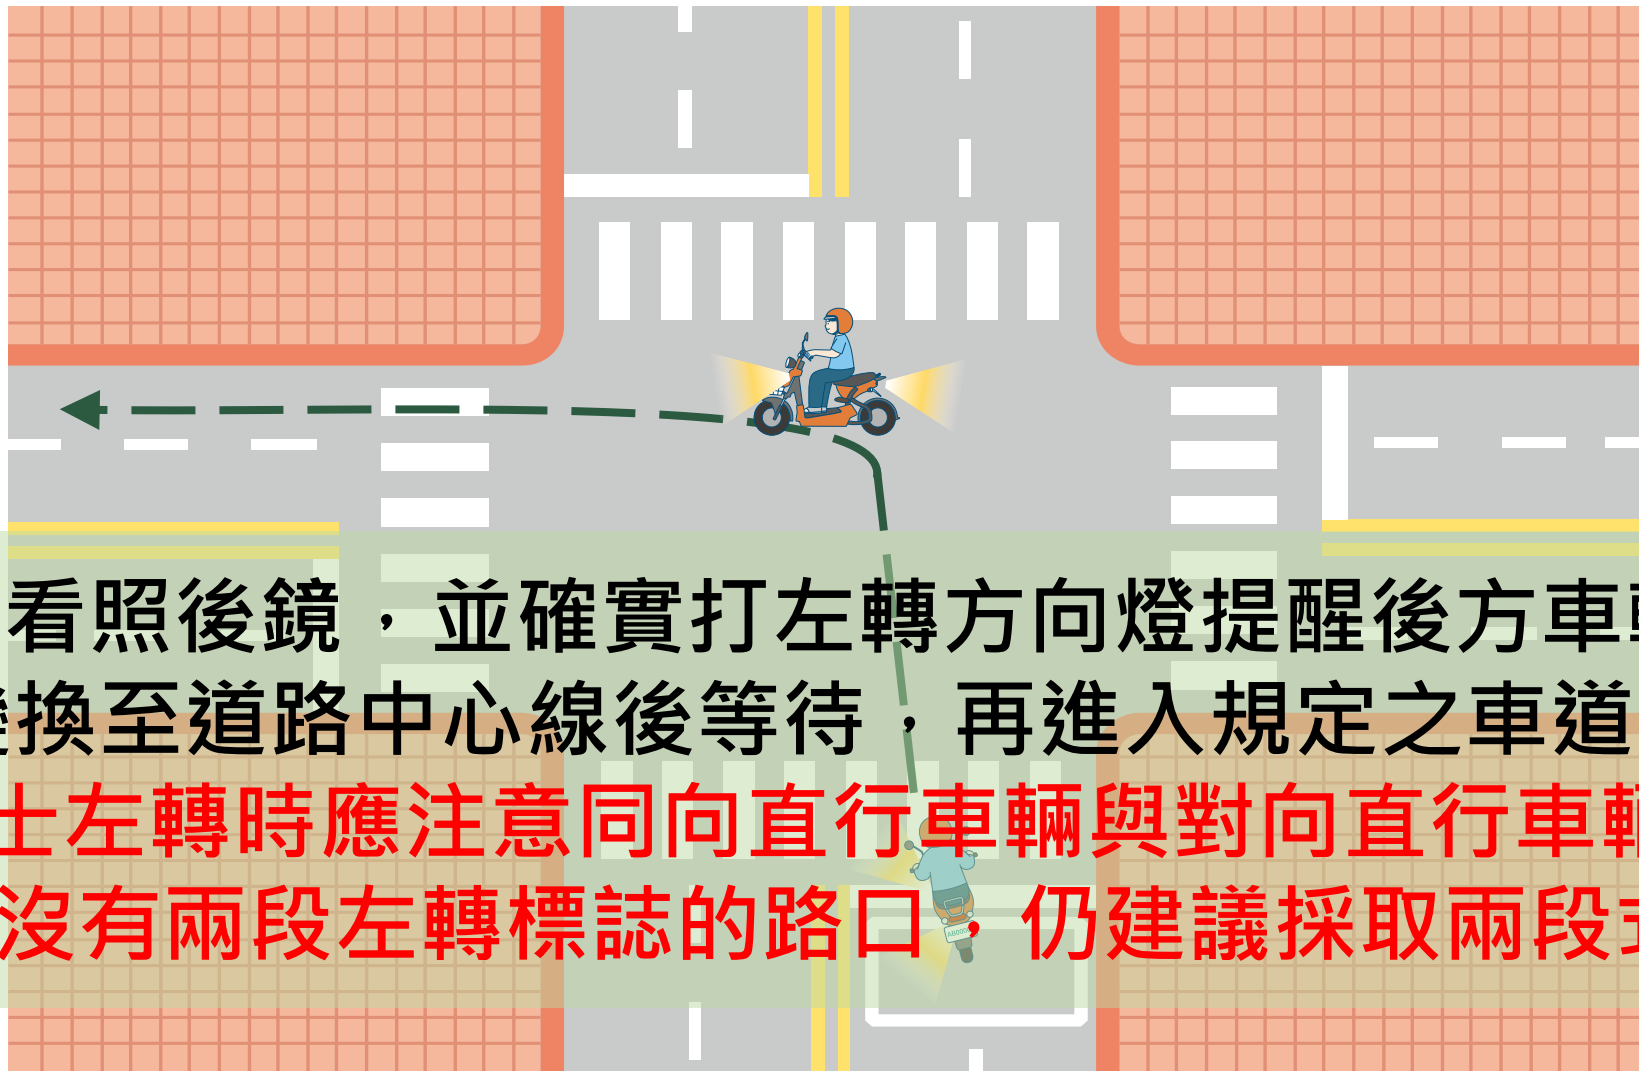 看照後鏡，並確實打左轉方向燈提醒後方車
換至道路中心線後等待，再進入規定之車道
士左轉時應注意同向直行車輛與對向直行車
沒有兩段左轉標誌的路口，仍建議採取兩段